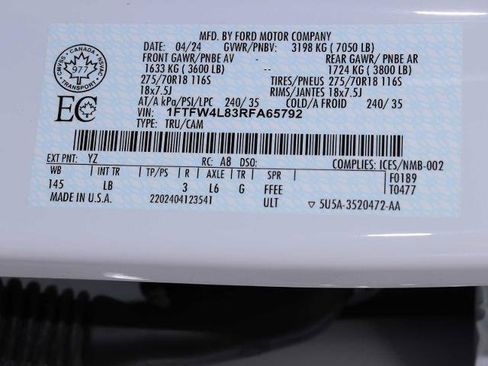 MFD. BY FORD MOTOR COMPANY
DATE: 04/24 GVWR/PNBV: 3198 KG ( 7050 LB)
FRONT GAWR/ PNBE AV REAR GAWR/ PNBE AR
1633 KG ( 3600 LB) 1724 KG ( 3800 LB)
275/70R18 116S TIRES/PNEUS 275/70R18 116S
18x7.5J RIMS/JANTES 18x7.5J
AT/A kPa/PSI/LPC 240/ 35 COLD/A FROID 240/ 35
VIN: 1FTFW4L83RFA65792
TYPE: TRU/CAM
CANADA
977
TRANSPORT
EC
EXT PNT: YZ RC: A8 DSO: COMPLIES: ICES/NMB-002
WB INT TR TP/PS R AXLE TR SPR F0189
145 LB 3 L6 G FFEE T0477
MADE IN U.S.A. 2202404123541 ULT ▽ 5U5A-3520472-AA